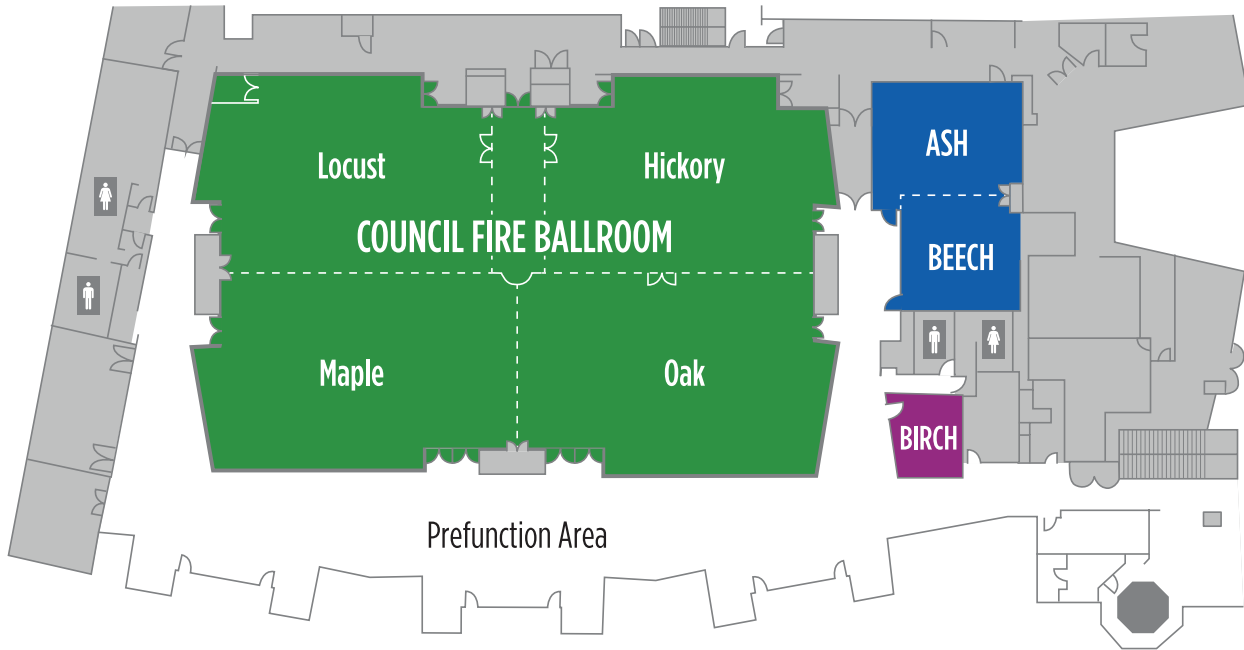 ASH
Locust
Hickory
COUNCIL FIRE BALLROOM
BEECH
Maple
Oak
BIRCH
Prefunction Area